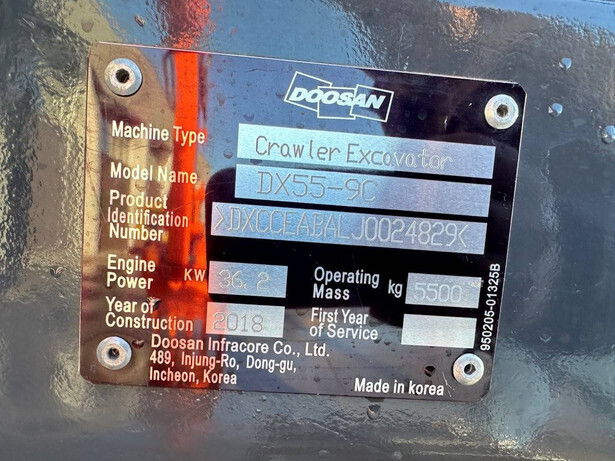 DOOSAN
Machine Type Crawler Excavator
Model Name DX55-9C
Product
Identification
Number >DXCCEABALJ0024829<
Engine
Power KW 36.2
Operating
Mass kg 5500
Year of
Construction 2018
First Year
of Service
Doosan Infracore Co., Ltd.
489, Injung-Ro, Dong-gu,
Incheon, Korea
Made in korea
950205-01325B